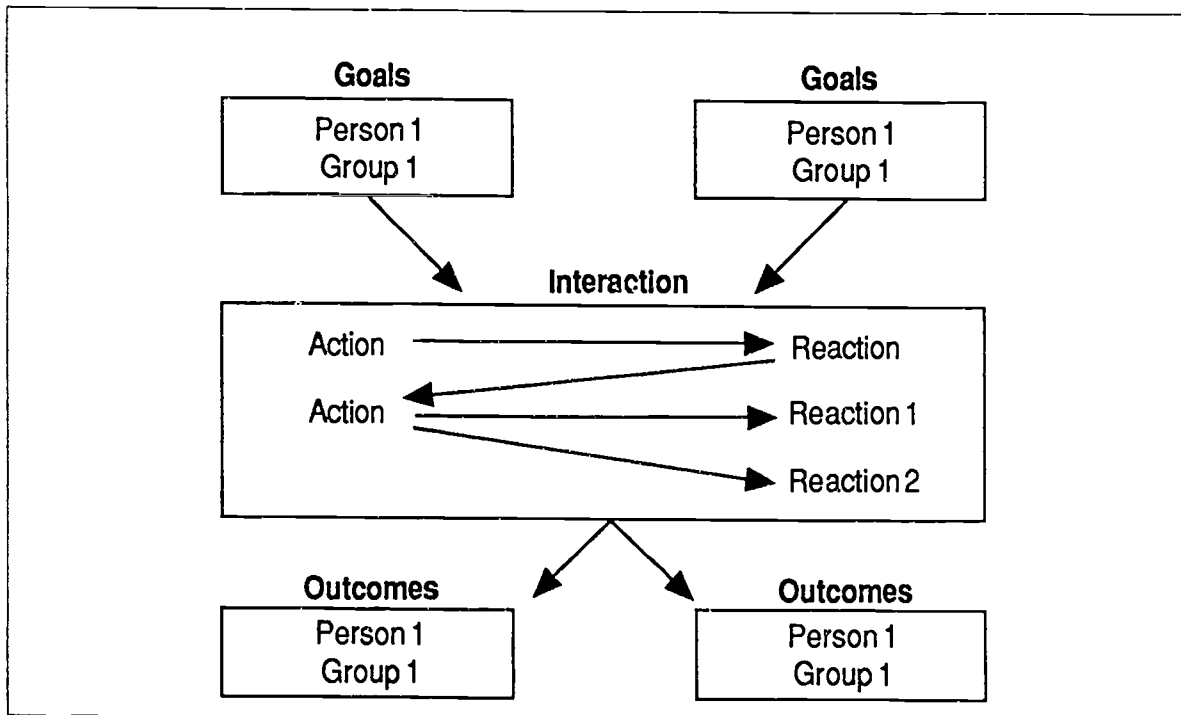 Goals
Person 1
Group 1
Goals
Person 1
Group 1
Interaction
Action
Reaction
Action
Reaction 1
Reaction 2
Outcomes
Person 1
Group 1
Outcomes
Person 1
Group 1